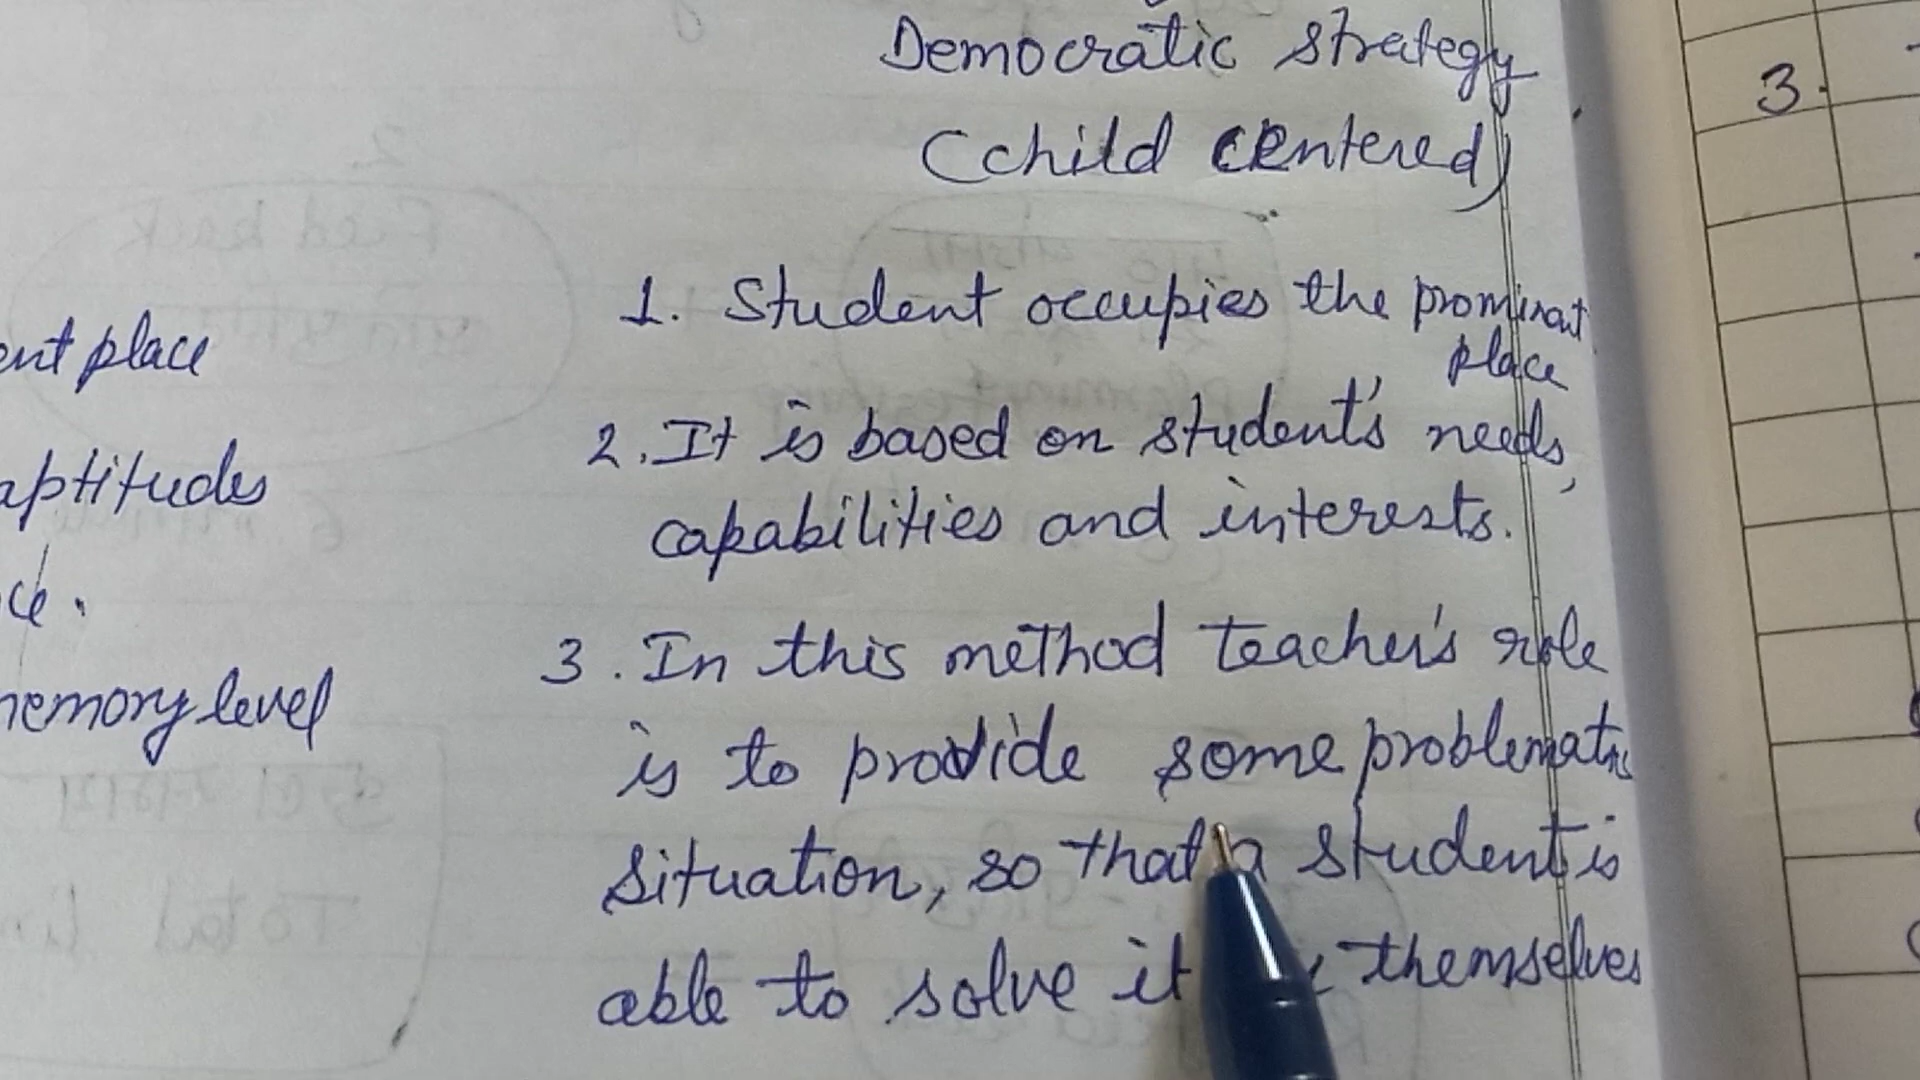 Democratic strategy
(child centered)
1. Student occupies the prominant
place
2. It is based on student's needs,
capabilities and interests.
3. In this method teacher's role
is to provide some problematic
situation, so that a student is
able to solve it themselves
place
aptitudes
memory level
3.